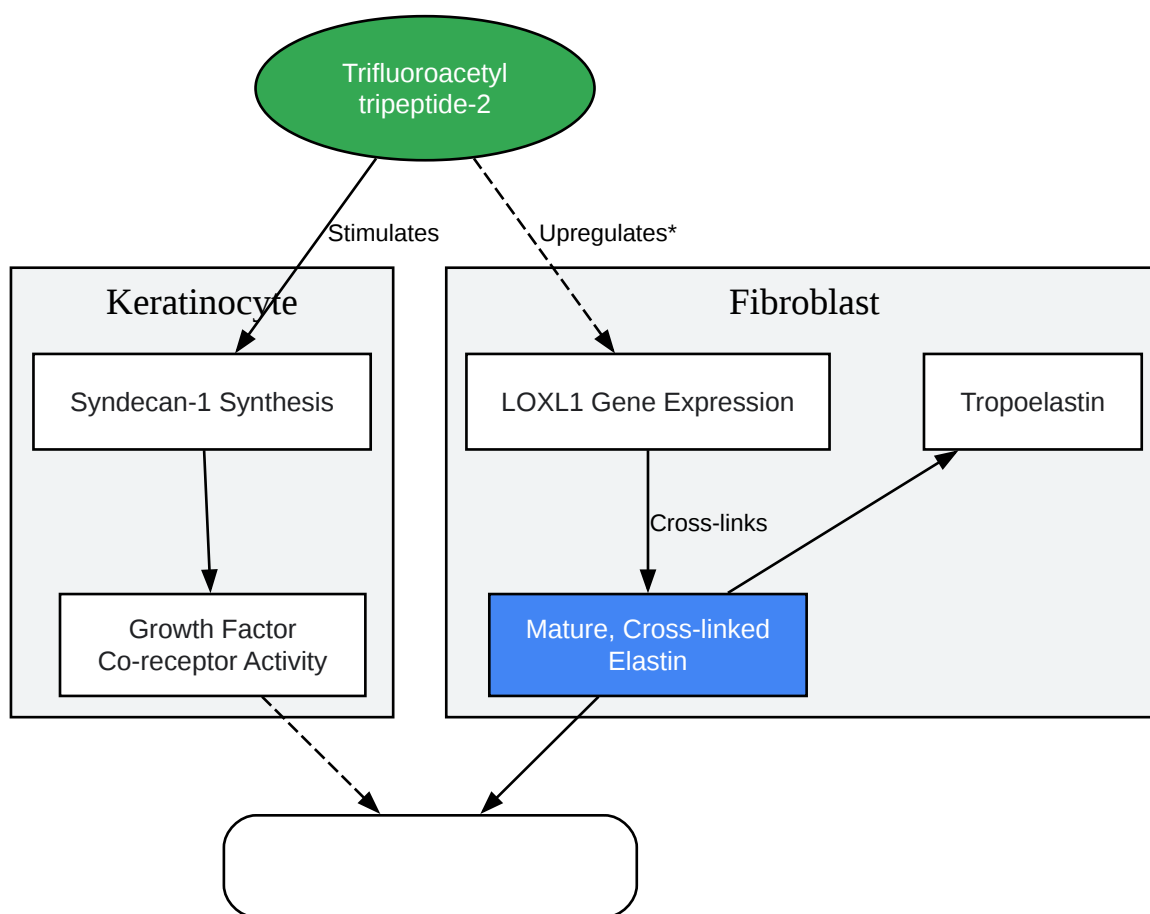 Trifluoroacetyl
tripeptide-2
Stimulates
Upregulates*
Keratinocyte
Fibroblast
Syndecan-1 Synthesis
LOXL1 Gene Expression
Tropoelastin
Cross-links
Growth Factor
Co-receptor Activity
Mature, Cross-linked
Elastin